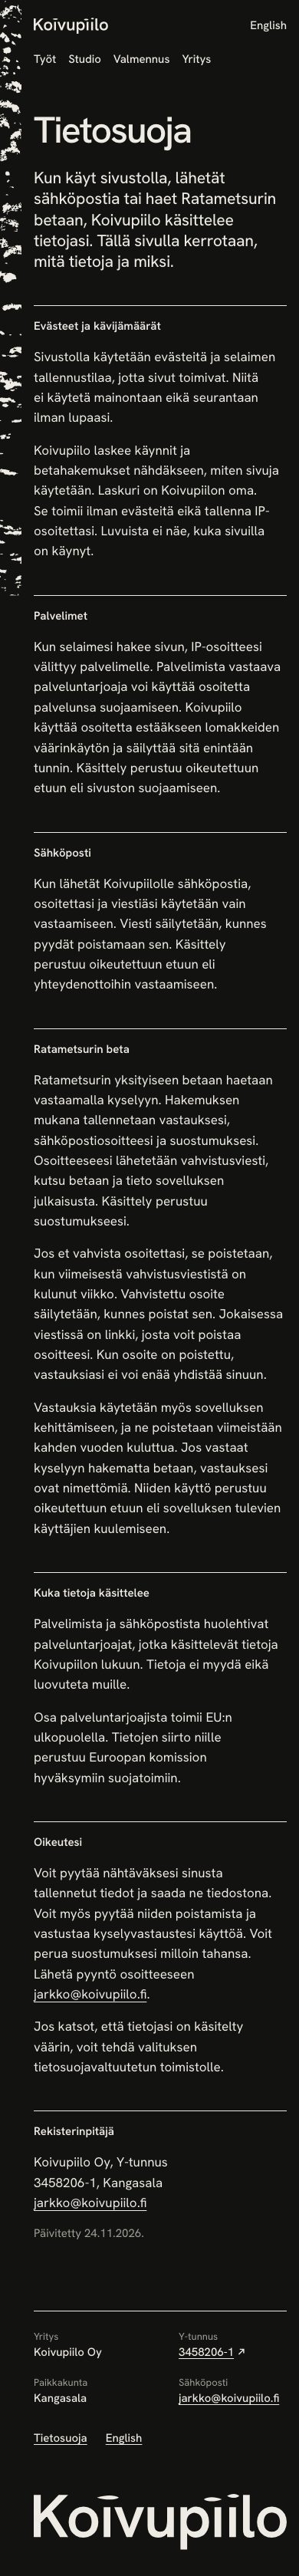 Koivupiilo
English
Työt Studio Valmennus Yritys
Tietosuoja
Kun käyt sivustolla, lähetät
sähköpostia tai haet Ratametsurin
betaan, Koivupiilo käsittelee
tietojasi. Tällä sivulla kerrotaan,
mitä tietoja ja miksi.
Evästeet ja kävijämäärät
Sivustolla käytetään evästeitä ja selaimen
tallennustilaa, jotta sivut toimivat. Niitä
ei käytetä mainontaan eikä seurantaan
ilman lupaasi.
Koivupiilo laskee käynnit ja
betahakemukset nähdäkseen, miten sivuja
käytetään. Laskuri on Koivupiilon oma.
Se toimii ilman evästeitä eikä tallenna IP-
osoitettasi. Luvuista ei näe, kuka sivuilla
on käynyt.
Palvelimet
Kun selaimesi hakee sivun, IP-osoitteesi
välittyy palvelimelle. Palvelimista vastaava
palveluntarjoaja voi käyttää osoitetta
palvelunsa suojaamiseen. Koivupiilo
käyttää osoitetta estääkseen lomakkeiden
väärinkäytön ja säilyttää sitä enintään
tunnin. Käsittely perustuu oikeutettuun
etuun eli sivuston suojaamiseen.
Sähköposti
Kun lähetät Koivupiilolle sähköpostia,
osoitettasi ja viestiäsi käytetään vain
vastaamiseen. Viesti säilytetään, kunnes
pyydät poistamaan sen. Käsittely
perustuu oikeutettuun etuun eli
yhteydenottoihin vastaamiseen.
Ratametsurin beta
Ratametsurin yksityiseen betaan haetaan
vastaamalla kyselyyn. Hakemuksen
mukana tallennetaan vastauksesi,
sähköpostiosoitteesi ja suostumuksesi.
Osoitteeseesi lähetetään vahvistusviesti,
kutsu betaan ja tieto sovelluksen
julkaisusta. Käsittely perustuu
suostumukseesi.
Jos et vahvista osoitettasi, se poistetaan,
kun viimeisestä vahvistusviestistä on
kulunut viikko. Vahvistettu osoite
säilytetään, kunnes poistat sen. Jokaisessa
viestissä on linkki, josta voit poistaa
osoitteesi. Kun osoite on poistettu,
vastauksiasi ei voi enää yhdistää sinuun.
Vastauksia käytetään myös sovelluksen
kehittämiseen, ja ne poistetaan viimeistään
kahden vuoden kuluttua. Jos vastaat
kyselyyn hakematta betaan, vastauksesi
ovat nimettömiä. Niiden käyttö perustuu
oikeutettuun etuun eli sovelluksen tulevien
käyttäjien kuulemiseen.
Kuka tietoja käsittelee
Palvelimista ja sähköpostista huolehtivat
palveluntarjoajat, jotka käsittelevät tietoja
Koivupiilon lukuun. Tietoja ei myydä eikä
luovuteta muille.
Osa palveluntarjoajista toimii EU:n
ulkopuolella. Tietojen siirto niille
perustuu Euroopan komission
hyväksymiin suojatoimiin.
Oikeutesi
Voit pyytää nähtäväksesi sinusta
tallennetut tiedot ja saada ne tiedostona.
Voit myös pyytää niiden poistamista ja
vastustaa kyselyvastaustesi käyttöä. Voit
perua suostumuksesi milloin tahansa.
Lähetä pyyntö osoitteeseen
jarkko@koivupiilo.fi.
Jos katsot, että tietojasi on käsitelty
väärin, voit tehdä valituksen
tietosuojavaltuutetun toimistolle.
Rekisterinpitäjä
Koivupiilo Oy, Y-tunnus
3458206-1, Kangasala
jarkko@koivupiilo.fi
Päivitetty 24.11.2026.
Yritys
Koivupiilo Oy
Y-tunnus
3458206-1 ↗
Paikkakunta
Kangasala
Sähköposti
jarkko@koivupiilo.fi
Tietosuoja English
Koivupiilo